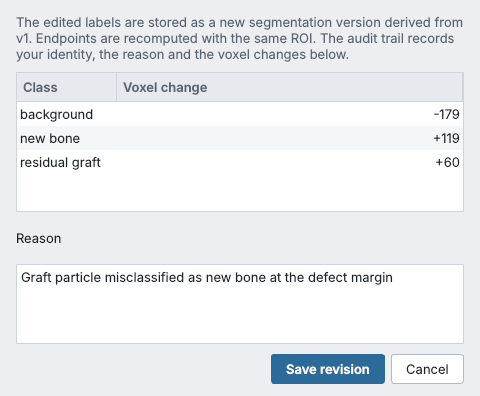 The edited labels are stored as a new segmentation version derived from
v1. Endpoints are recomputed with the same ROI. The audit trail records
your identity, the reason and the voxel changes below.
Class Voxel change
background -179
new bone +119
residual graft +60
Reason
Graft particle misclassified as new bone at the defect margin
Save revision Cancel